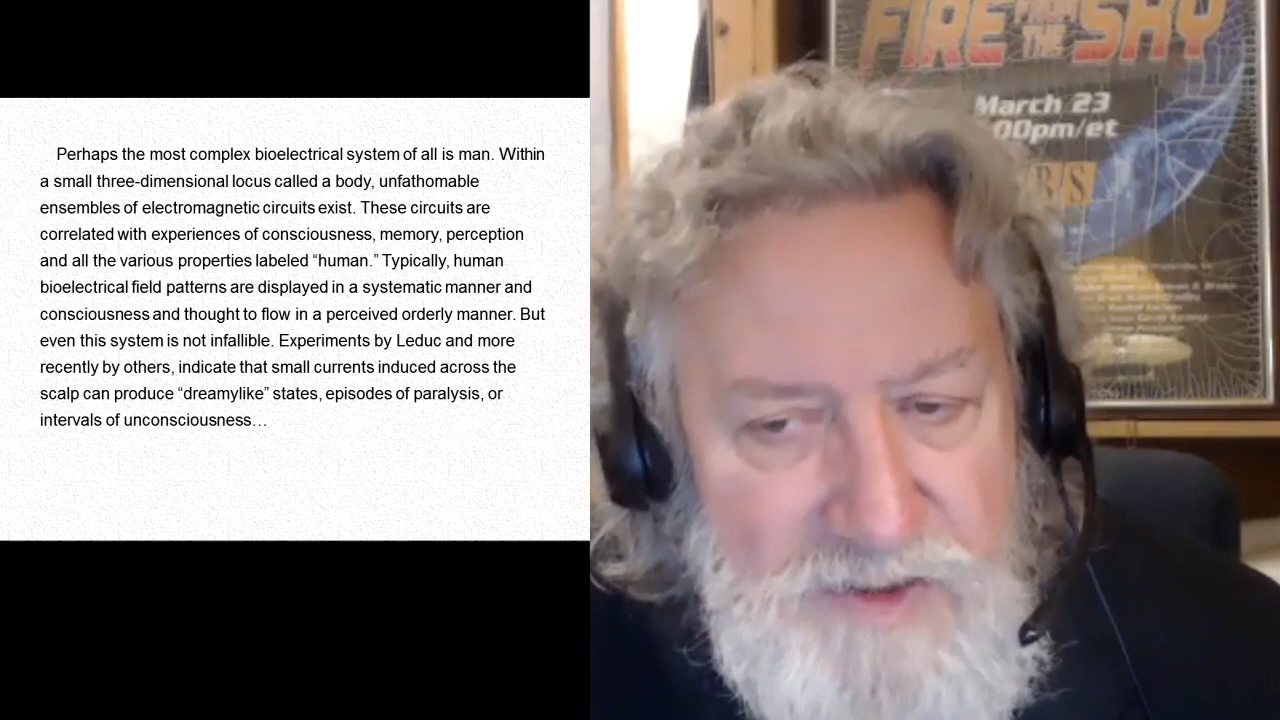 Perhaps the most complex bioelectrical system of all is man. Within
a small three-dimensional locus called a body, unfathomable
ensembles of electromagnetic circuits exist. These circuits are
correlated with experiences of consciousness, memory, perception
and all the various properties labeled “human.” Typically, human
bioelectrical field patterns are displayed in a systematic manner and
consciousness and thought to flow in a perceived orderly manner. But
even this system is not infallible. Experiments by Leduc and more
recently by others, indicate that small currents induced across the
scalp can produce “dreamylike” states, episodes of paralysis, or
intervals of unconsciousness…
FIRE FROM THE SKY
March 23
00pm/et
BS